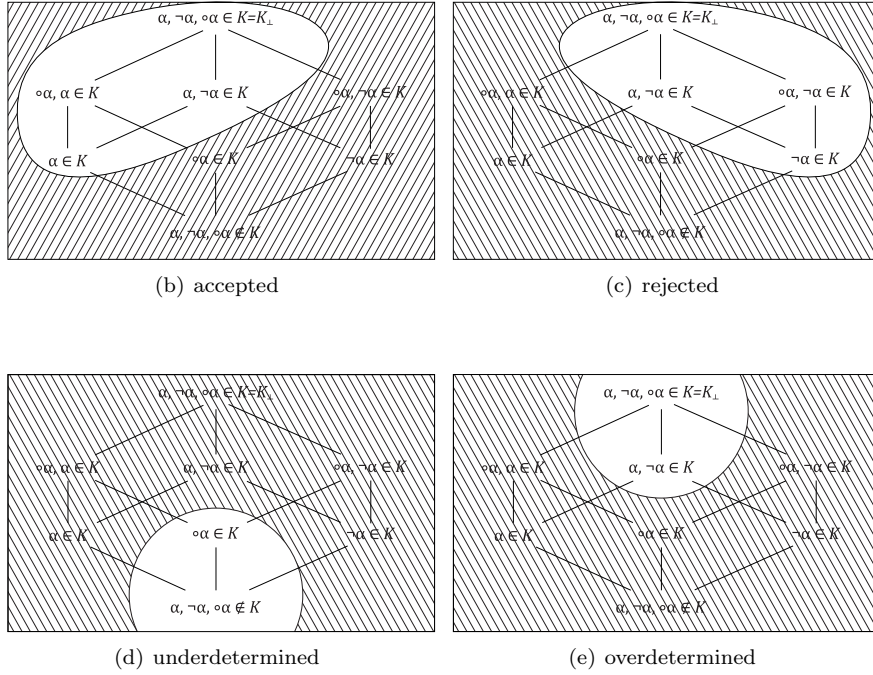 α, ¬α, ∘α ∈ K=K⊥
∘α, α ∈ K
α, ¬α ∈ K
∘α, ¬α ∈ K
α ∈ K
∘α ∈ K
¬α ∈ K
α, ¬α, ∘α ∉ K
(b) accepted
α, ¬α, ∘α ∈ K=K⊥
∘α, α ∈ K
α, ¬α ∈ K
∘α, ¬α ∈ K
α ∈ K
∘α ∈ K
¬α ∈ K
α, ¬α, ∘α ∉ K
(c) rejected
α, ¬α, ∘α ∈ K=K⊥
∘α, α ∈ K
α, ¬α ∈ K
∘α, ¬α ∈ K
α ∈ K
∘α ∈ K
¬α ∈ K
α, ¬α, ∘α ∉ K
(d) underdetermined
α, ¬α, ∘α ∈ K=K⊥
∘α, α ∈ K
α, ¬α ∈ K
∘α, ¬α ∈ K
α ∈ K
∘α ∈ K
¬α ∈ K
α, ¬α, ∘α ∉ K
(e) overdetermined